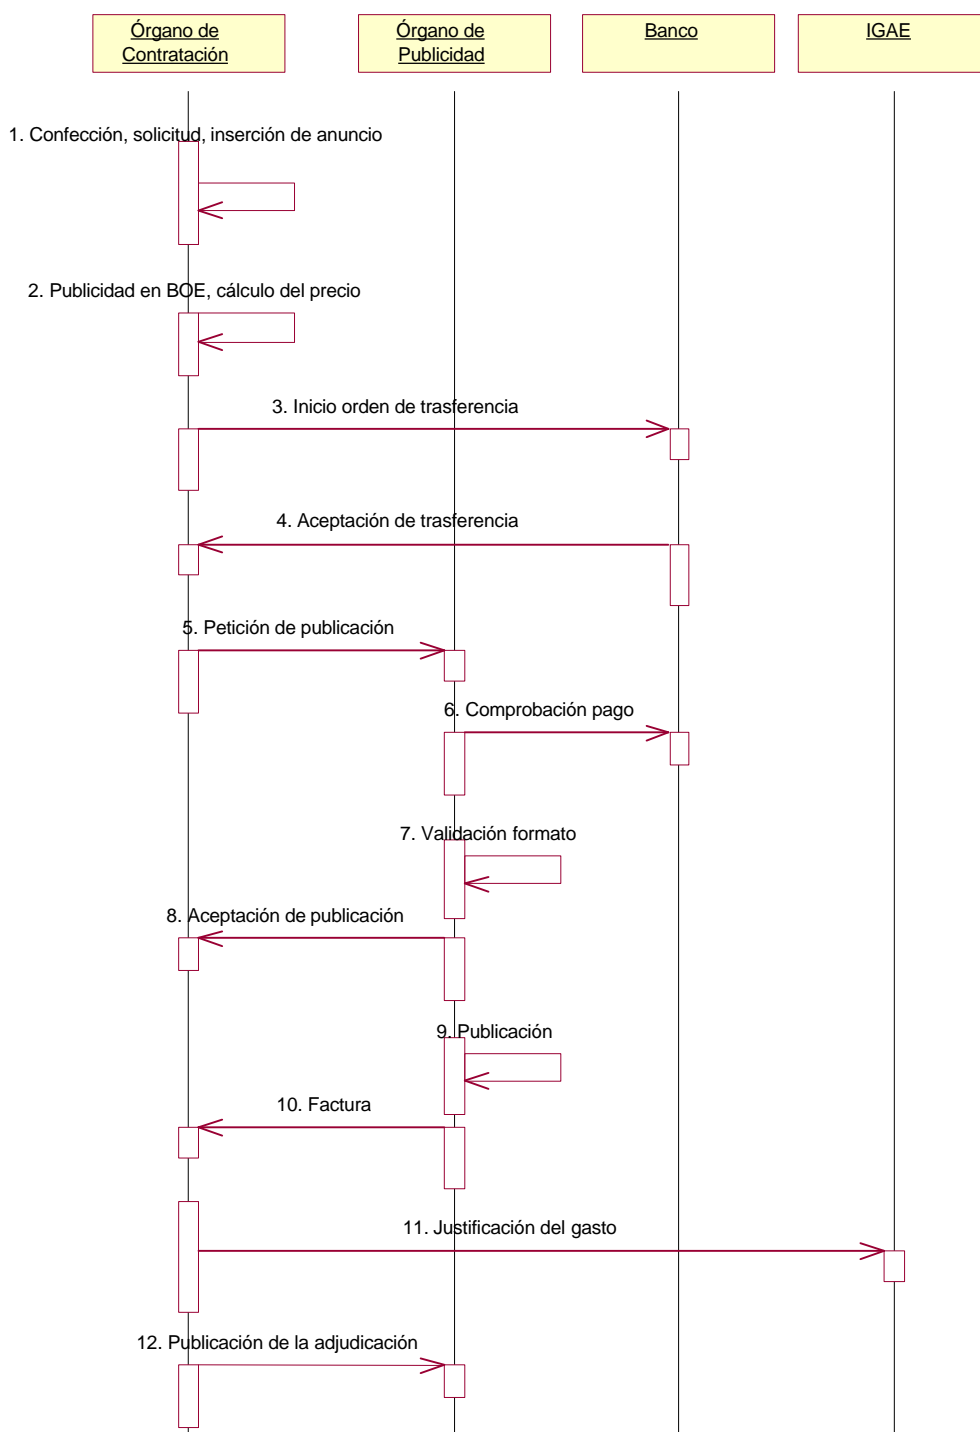 Órgano de
Contratación
Órgano de
Publicidad
Banco
IGAE
1. Confección, solicitud, inserción de anuncio
2. Publicidad en BOE, cálculo del precio
3. Inicio orden de trasferencia
4. Aceptación de trasferencia
5. Petición de publicación
6. Comprobación pago
7. Validación formato
8. Aceptación de publicación
9. Publicación
10. Factura
11. Justificación del gasto
12. Publicación de la adjudicación